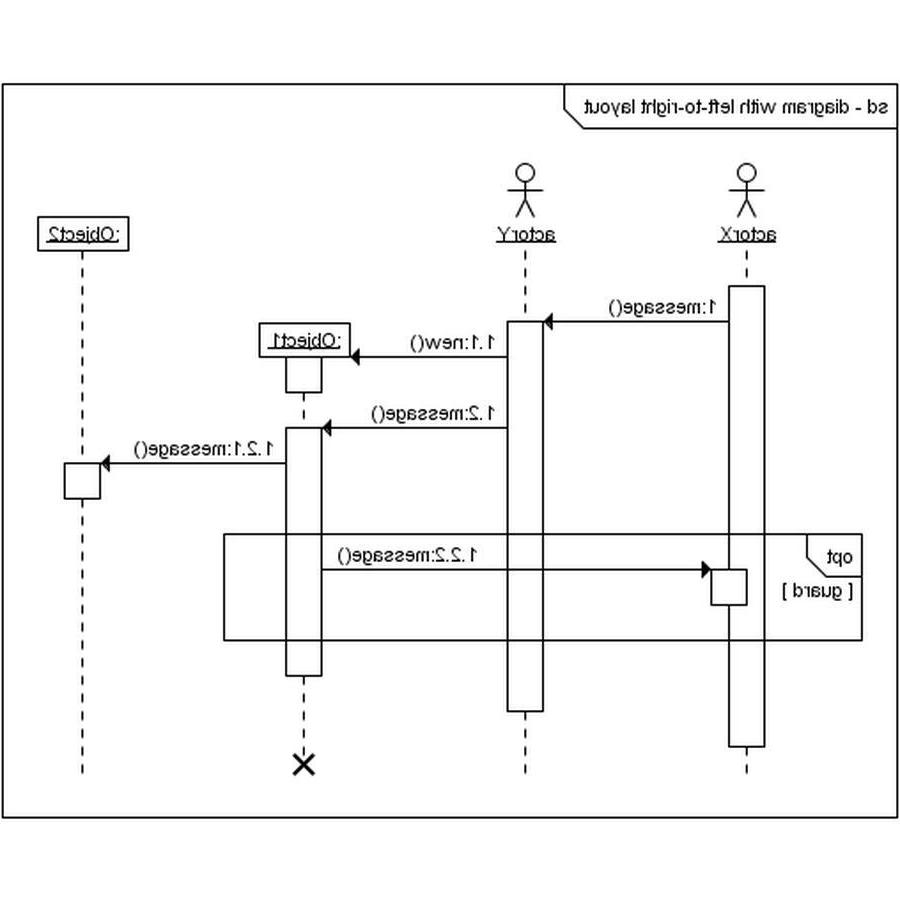 sd - diagram with left-to-right layout
actorX
actorY
:Object2
1:message()
:Object1
1.1:new()
1.2:message()
1.2.1:message()
opt
1.2.2:message()
[ guard ]